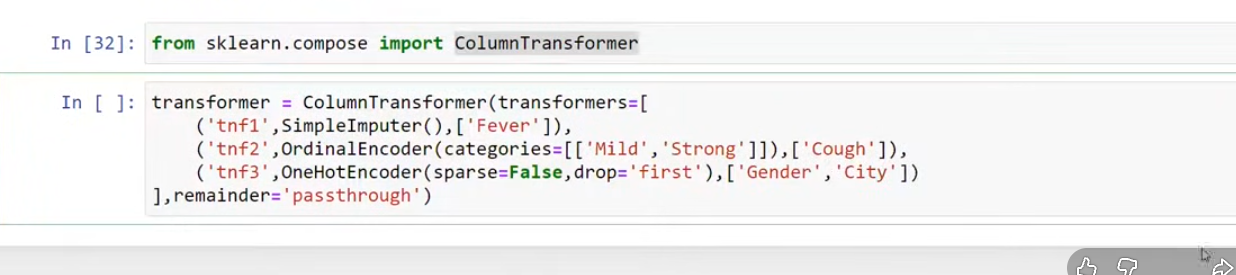 In [32]: from sklearn.compose import ColumnTransformer
In [ ]: transformer = ColumnTransformer(transformers=[
('tnf1',SimpleImputer(),['Fever']),
('tnf2',OrdinalEncoder(categories=[['Mild','Strong']]),['Cough']),
('tnf3',OneHotEncoder(sparse=False,drop='first'),['Gender','City'])
],remainder='passthrough')